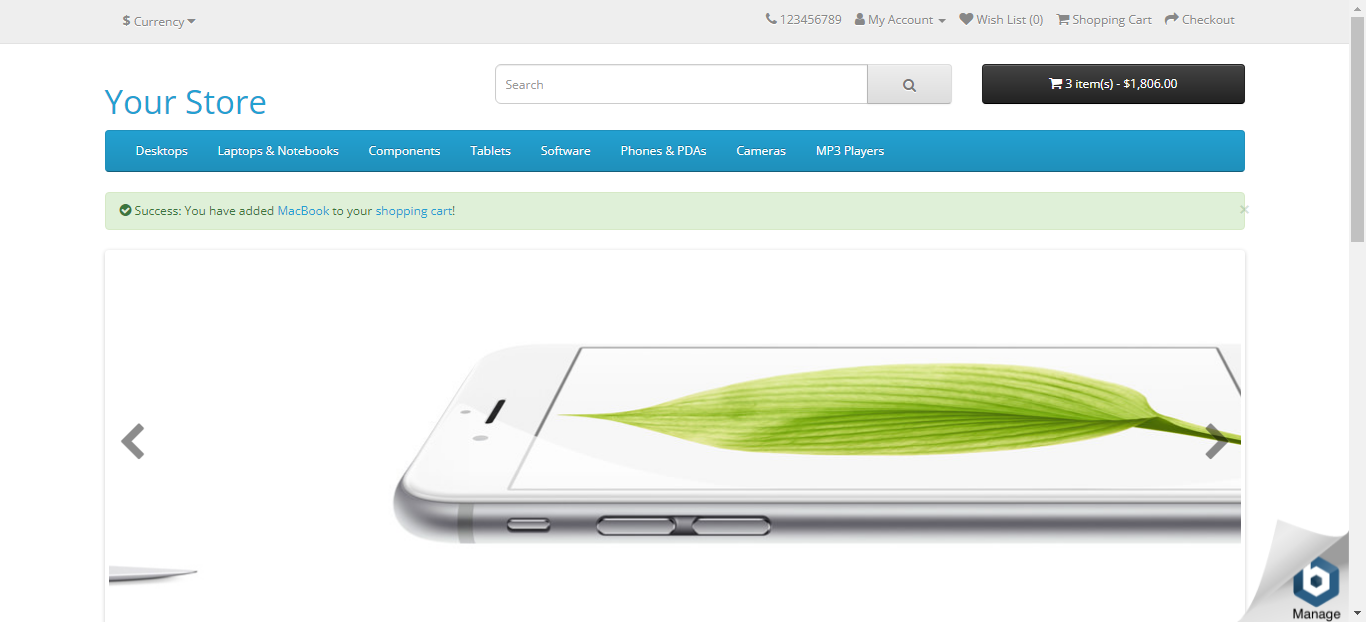 $ Currency
123456789 My Account Wish List (0) Shopping Cart Checkout
Your Store
Search
3 item(s) - $1,806.00
Desktops Laptops & Notebooks Components Tablets Software Phones & PDAs Cameras MP3 Players
Success: You have added MacBook to your shopping cart!
×
Manage